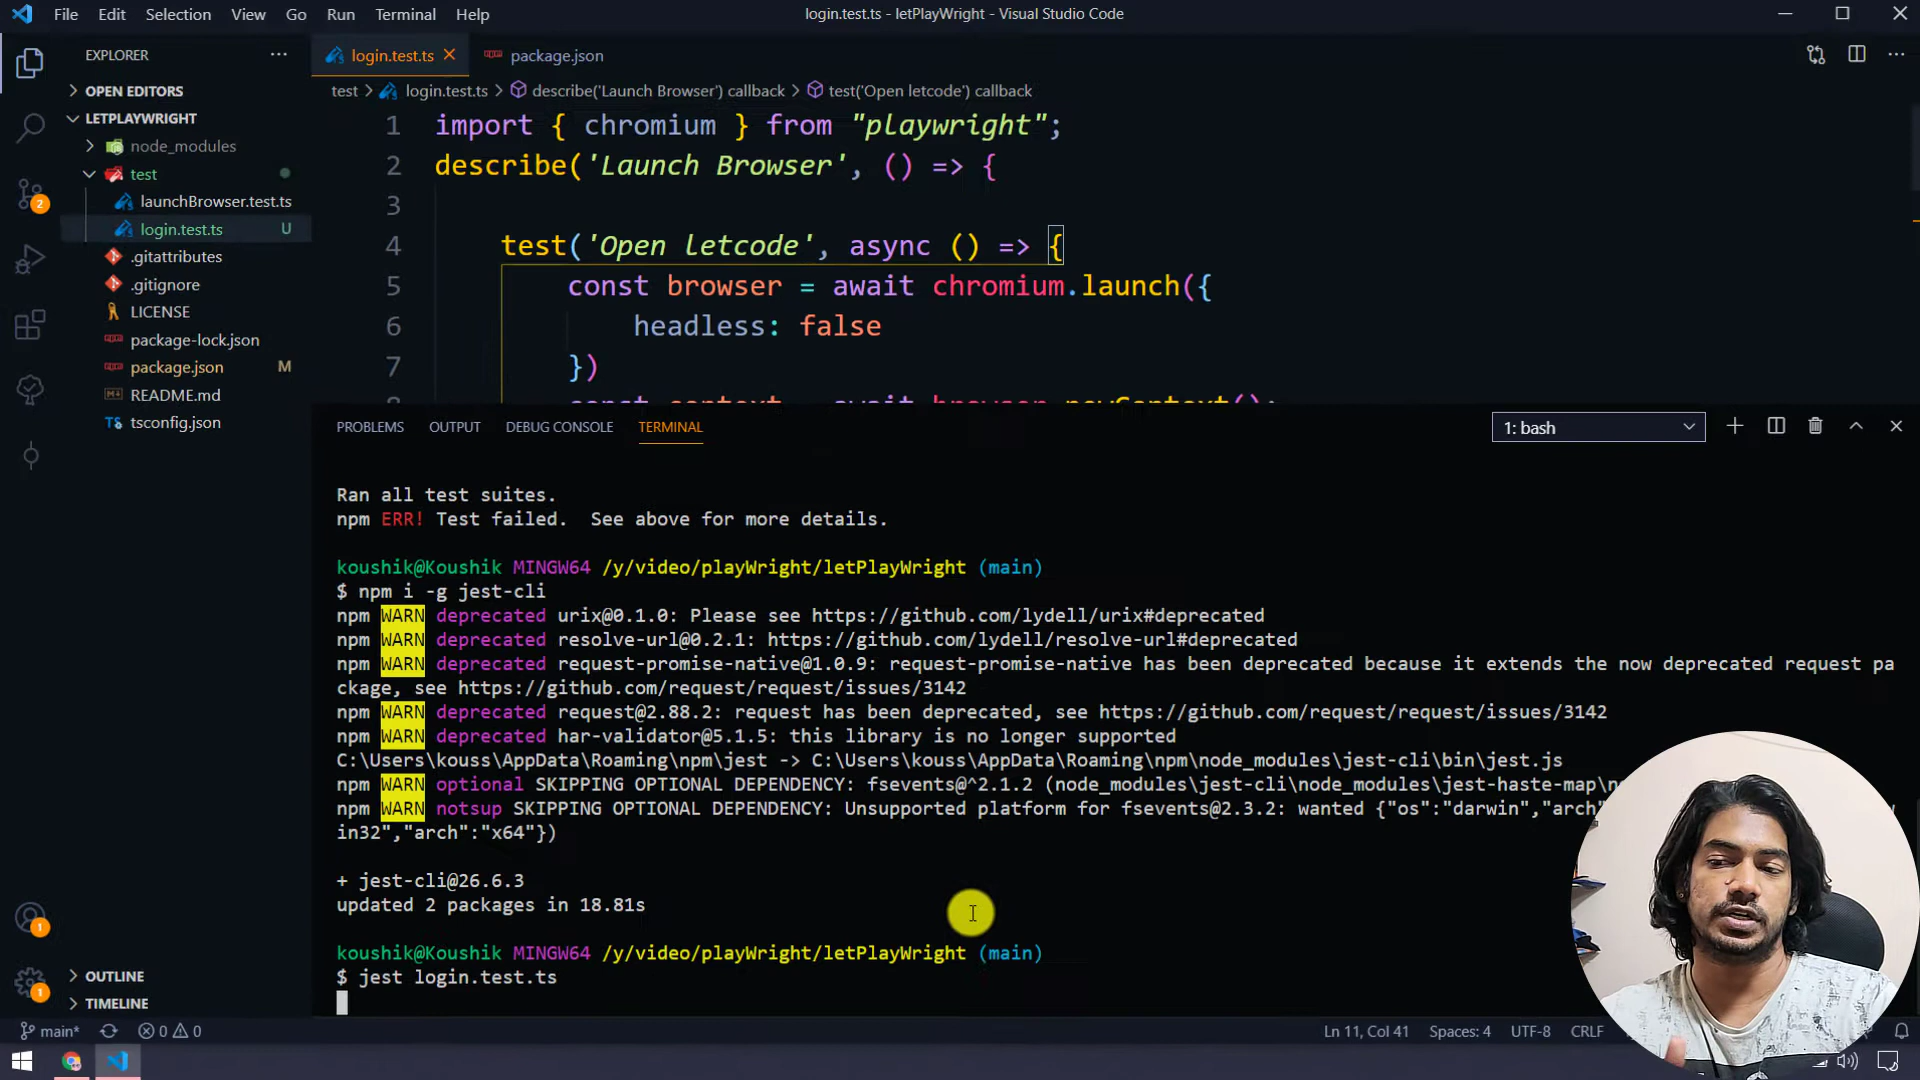 File Edit Selection View Go Run Terminal Help
login.test.ts - letPlayWright - Visual Studio Code
EXPLORER
OPEN EDITORS
LETPLAYWRIGHT
node_modules
test
launchBrowser.test.ts
login.test.ts U
.gitattributes
.gitignore
LICENSE
package-lock.json
package.json M
README.md
tsconfig.json
OUTLINE
TIMELINE
2
1
1
login.test.ts package.json
test > login.test.ts > describe('Launch Browser') callback > test('Open letcode') callback
1 import { chromium } from "playwright";
2 describe('Launch Browser', () => {
3
4 test('Open letcode', async () => {
5 const browser = await chromium.launch({
6 headless: false
7 })
8 const context = await browser.newContext();
PROBLEMS OUTPUT DEBUG CONSOLE TERMINAL
1: bash
Ran all test suites.
npm ERR! Test failed.  See above for more details.
koushik@Koushik MINGW64 /y/video/playWright/letPlayWright (main)
$ npm i -g jest-cli
npm WARN deprecated urix@0.1.0: Please see https://github.com/lydell/urix#deprecated
npm WARN deprecated resolve-url@0.2.1: https://github.com/lydell/resolve-url#deprecated
npm WARN deprecated request-promise-native@1.0.9: request-promise-native has been deprecated because it extends the now deprecated request pa
ckage, see https://github.com/request/request/issues/3142
npm WARN deprecated request@2.88.2: request has been deprecated, see https://github.com/request/request/issues/3142
npm WARN deprecated har-validator@5.1.5: this library is no longer supported
C:\Users\kouss\AppData\Roaming\npm\jest -> C:\Users\kouss\AppData\Roaming\npm\node_modules\jest-cli\bin\jest.js
npm WARN optional SKIPPING OPTIONAL DEPENDENCY: fsevents@^2.1.2 (node_modules\jest-cli\node_modules\jest-haste-map\
npm WARN notsup SKIPPING OPTIONAL DEPENDENCY: Unsupported platform for fsevents@2.3.2: wanted {"os":"darwin","arch"
in32","arch":"x64"})
+ jest-cli@26.6.3
updated 2 packages in 18.81s
koushik@Koushik MINGW64 /y/video/playWright/letPlayWright (main)
$ jest login.test.ts
main* 0 0
Ln 11, Col 41 Spaces: 4 UTF-8 CRLF